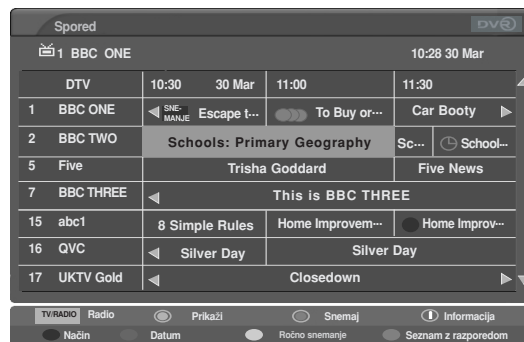 Spored DVR
1 BBC ONE 10:28 30 Mar
DTV 10:30 30 Mar 11:00 11:30
1 BBC ONE SNE-MANJE Escape t... To Buy or... Car Booty
2 BBC TWO Schools: Primary Geography Sc... School...
5 Five Trisha Goddard Five News
7 BBC THREE This is BBC THREE
15 abc1 8 Simple Rules Home Improvem... Home Improv...
16 QVC Silver Day Silver Day
17 UKTV Gold Closedown
TV/RADIO Radio Prikaži Snemaj Informacija
Način Datum Ročno snemanje Seznam z razporedom